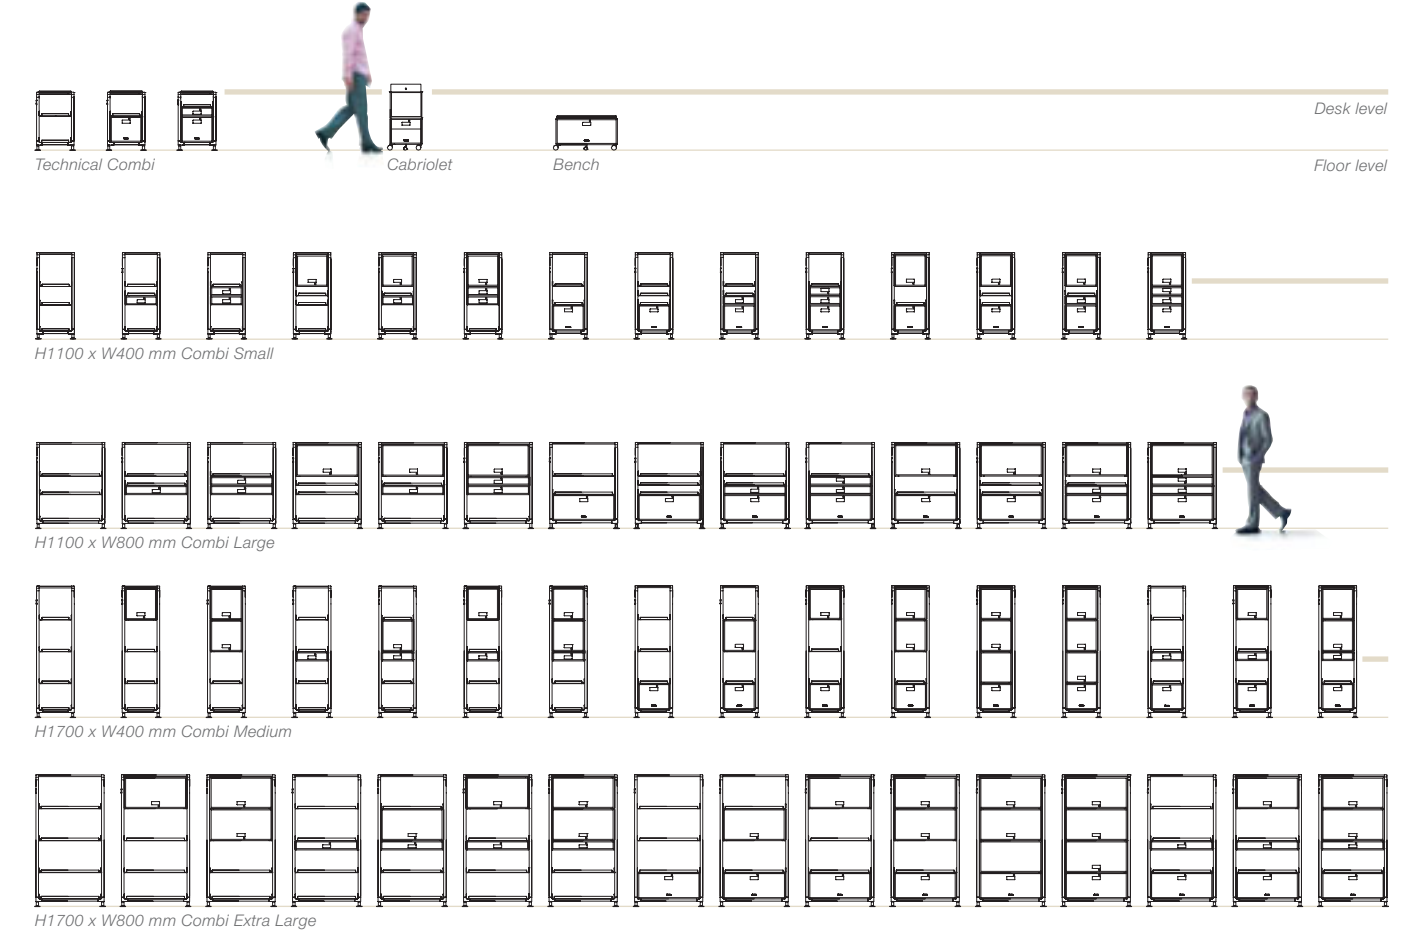 Desk level
Technical Combi
Cabriolet
Bench
Floor level
H1100 x W400 mm Combi Small
H1100 x W800 mm Combi Large
H1700 x W400 mm Combi Medium
H1700 x W800 mm Combi Extra Large